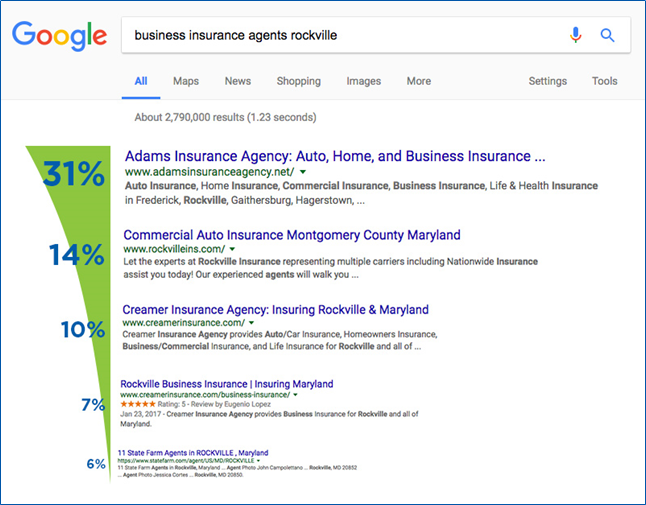 Google
business insurance agents rockville
All Maps News Shopping Images More Settings Tools
About 2,790,000 results (1.23 seconds)
31%
Adams Insurance Agency: Auto, Home, and Business Insurance ...
www.adamsinsuranceagency.net/
Auto Insurance, Home Insurance, Commercial Insurance, Business Insurance, Life & Health Insurance
in Frederick, Rockville, Gaithersburg, Hagerstown, ...
14%
Commercial Auto Insurance Montgomery County Maryland
www.rockvilleins.com/
Let the experts at Rockville Insurance representing multiple carriers including Nationwide Insurance
assist you today! Our experienced agents will walk you ...
10%
Creamer Insurance Agency: Insuring Rockville & Maryland
www.creamerinsurance.com/
Creamer Insurance Agency provides Auto/Car Insurance, Homeowners Insurance,
Business/Commercial Insurance, and Life Insurance for Rockville and all of ...
7%
Rockville Business Insurance | Insuring Maryland
www.creamerinsurance.com/business-insurance/
Rating: 5 - Review by Eugenio Lopez
Jan 23, 2017 - Creamer Insurance Agency provides Business Insurance for Rockville and all of
Maryland.
6%
11 State Farm Agents in ROCKVILLE , Maryland
https://www.statefarm.com/agent/US/MD/ROCKVILLE
11 State Farm Agents in Rockville, Maryland ... Agent Photo John Campolettano ... Rockville, MD 20852
... Agent Photo Jessica Cortes ... Rockville, MD 20850.